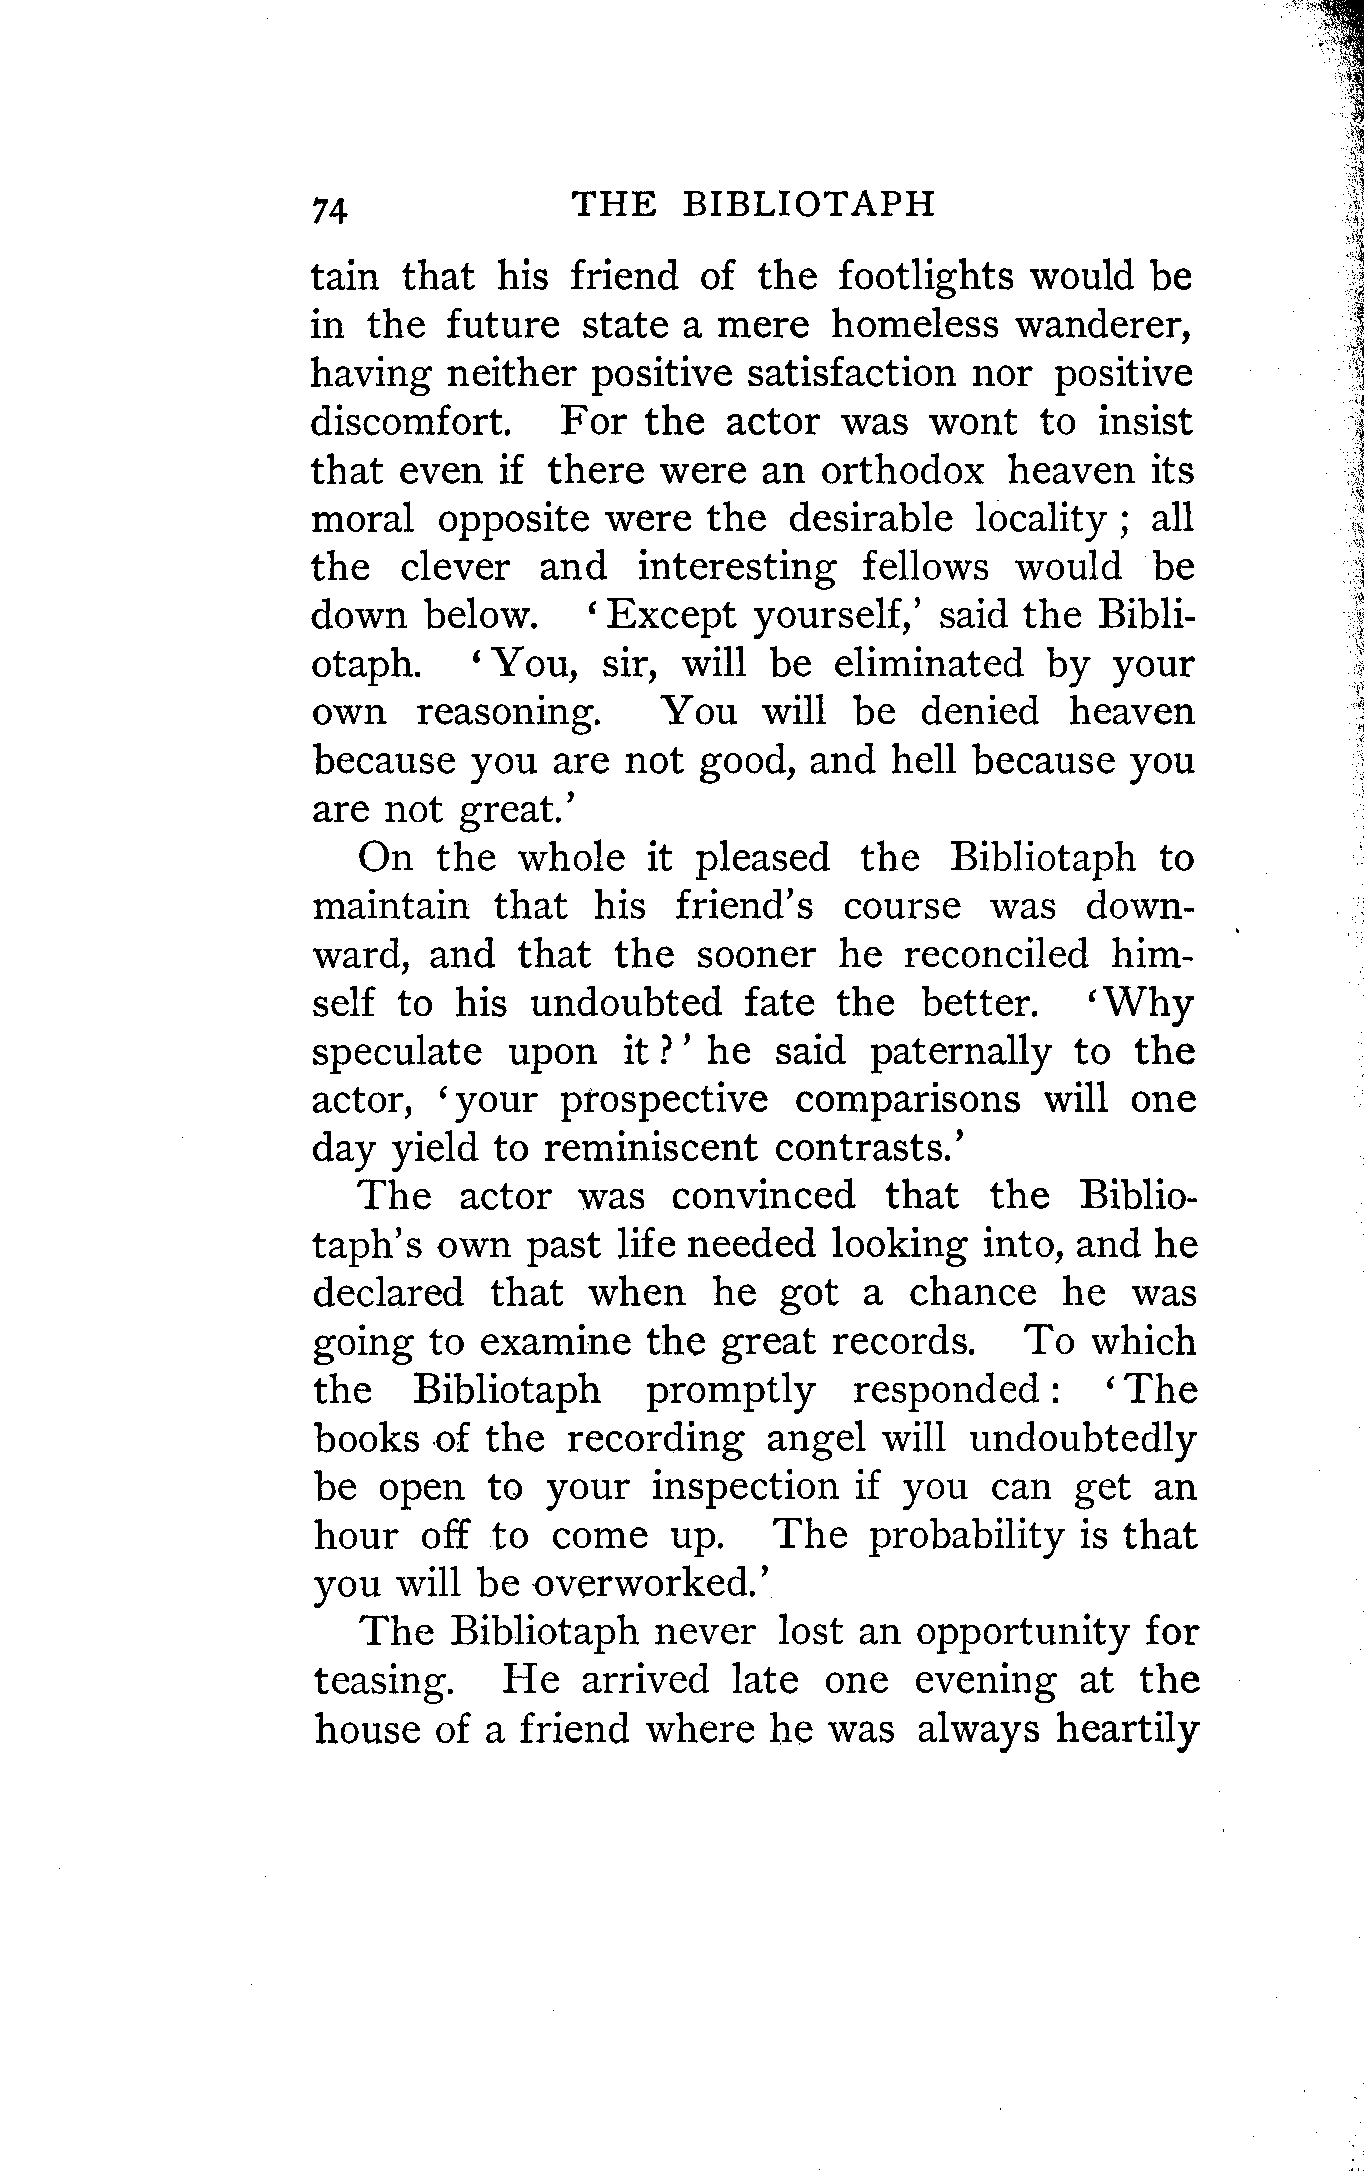 74 THE BIBLIOTAPH
tain that his friend of the footlights would be
in the future state a mere homeless wanderer,
having neither positive satisfaction nor positive
discomfort. For the actor was wont to insist
that even if there were an orthodox heaven its
moral opposite were the desirable locality ; all
the clever and interesting fellows would be
down below. ‘ Except yourself,’ said the Bibli-
otaph. ‘ You, sir, will be eliminated by your
own reasoning. You will be denied heaven
because you are not good, and hell because you
are not great.’
On the whole it pleased the Bibliotaph to
maintain that his friend’s course was down-
ward, and that the sooner he reconciled him-
self to his undoubted fate the better. ‘Why
speculate upon it ? ’ he said paternally to the
actor, ‘your prospective comparisons will one
day yield to reminiscent contrasts.’
The actor was convinced that the Biblio-
taph’s own past life needed looking into, and he
declared that when he got a chance he was
going to examine the great records. To which
the Bibliotaph promptly responded : ‘ The
books of the recording angel will undoubtedly
be open to your inspection if you can get an
hour off to come up. The probability is that
you will be overworked.’
The Bibliotaph never lost an opportunity for
teasing. He arrived late one evening at the
house of a friend where he was always heartily